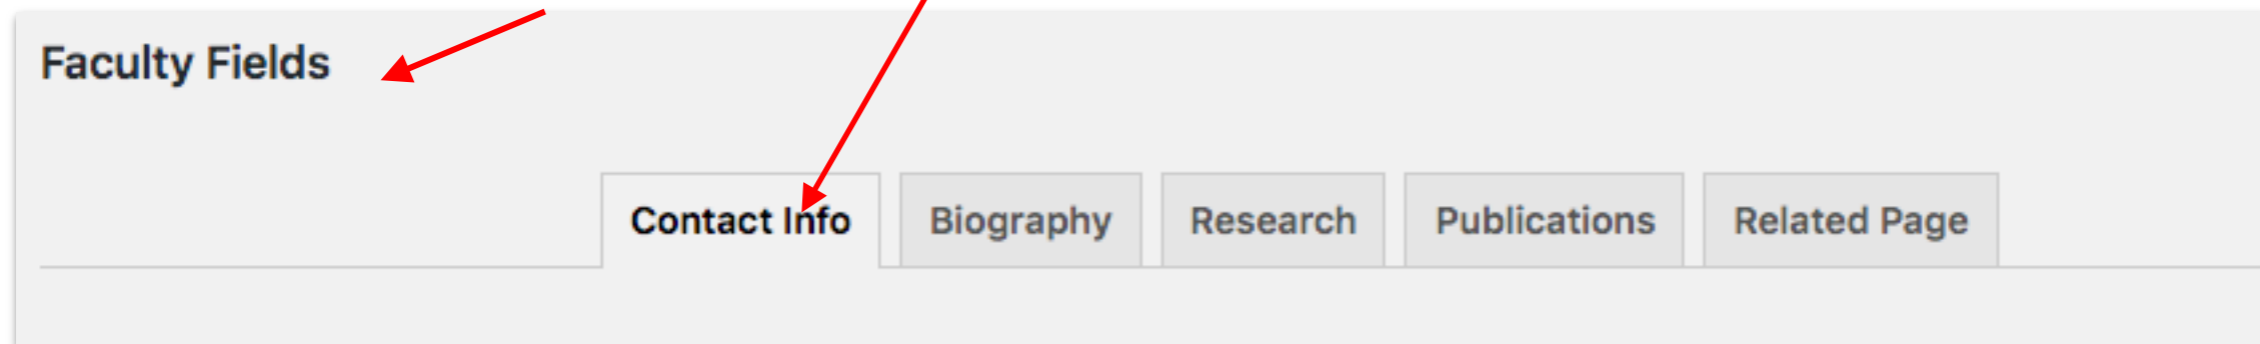 Faculty Fields
Contact Info Biography Research Publications Related Page